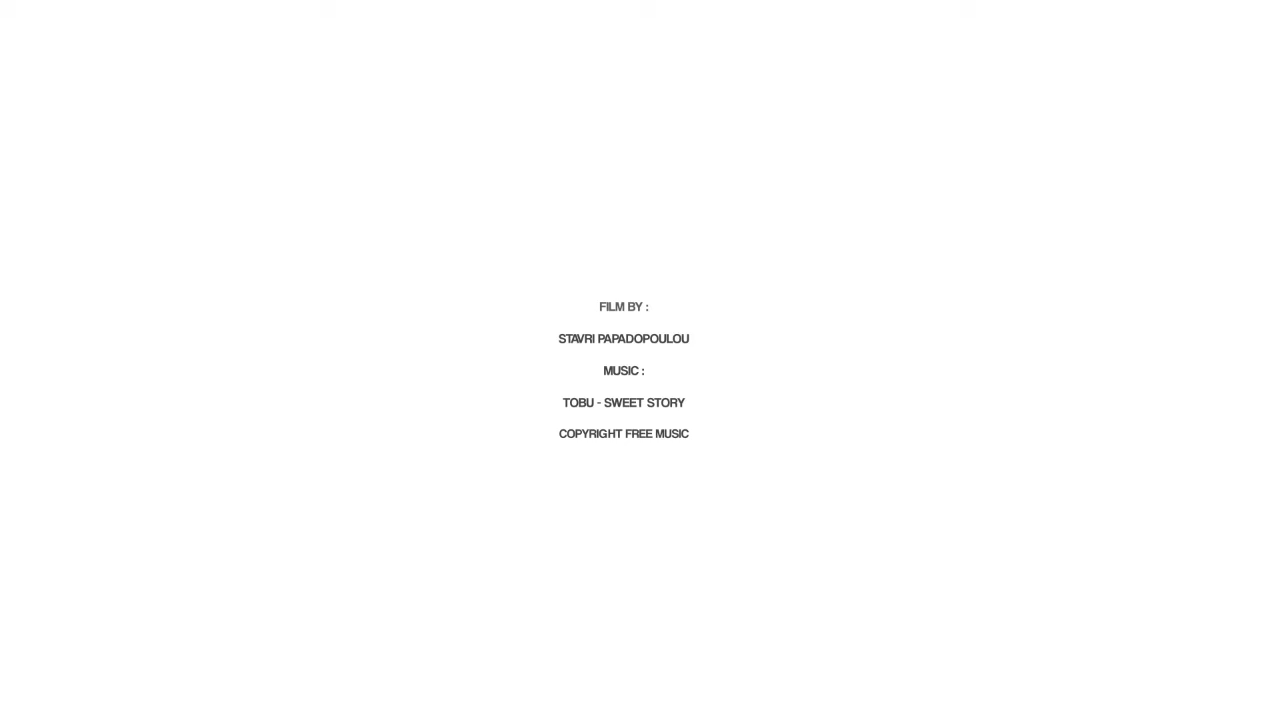 FILM BY :
STAVRI PAPADOPOULOU
MUSIC :
TOBU - SWEET STORY
COPYRIGHT FREE MUSIC